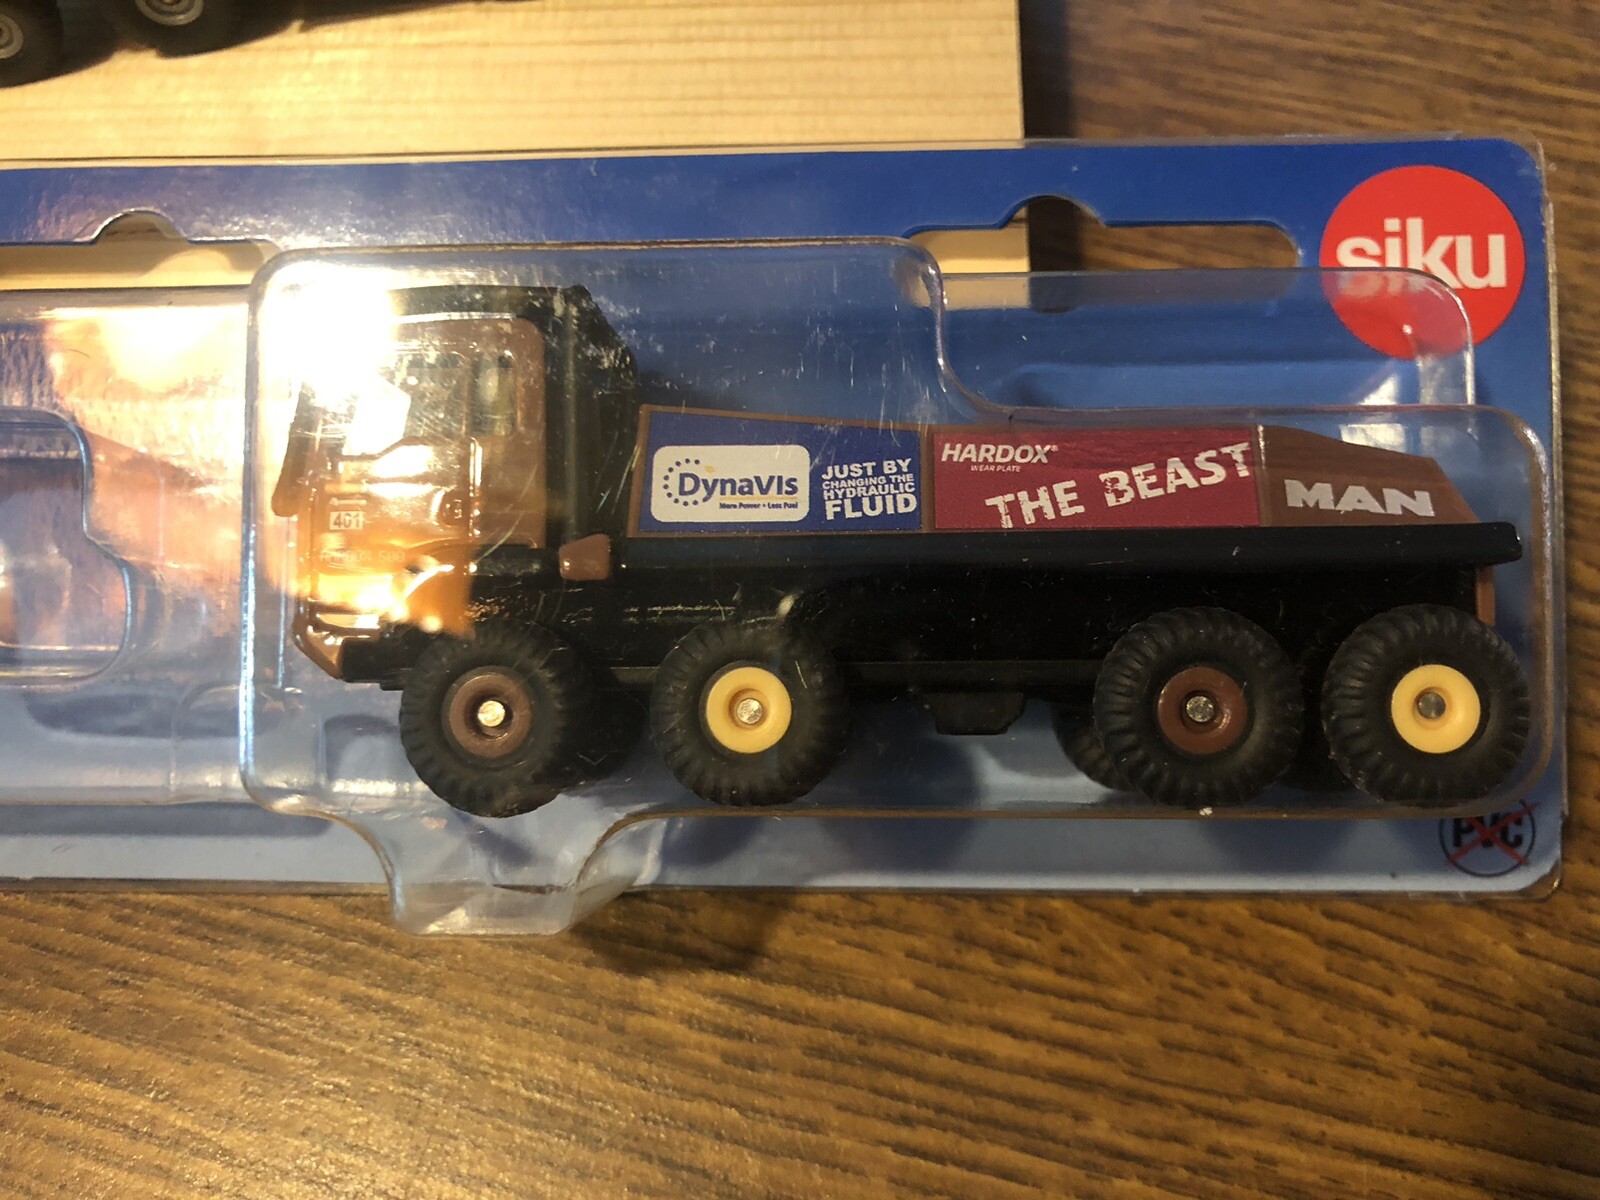 siku
DynaVIs
More Power + Less Fuel
JUST BY
CHANGING THE
HYDRAULIC
FLUID
HARDOX®
WEAR PLATE
THE BEAST
MAN
401
PVC